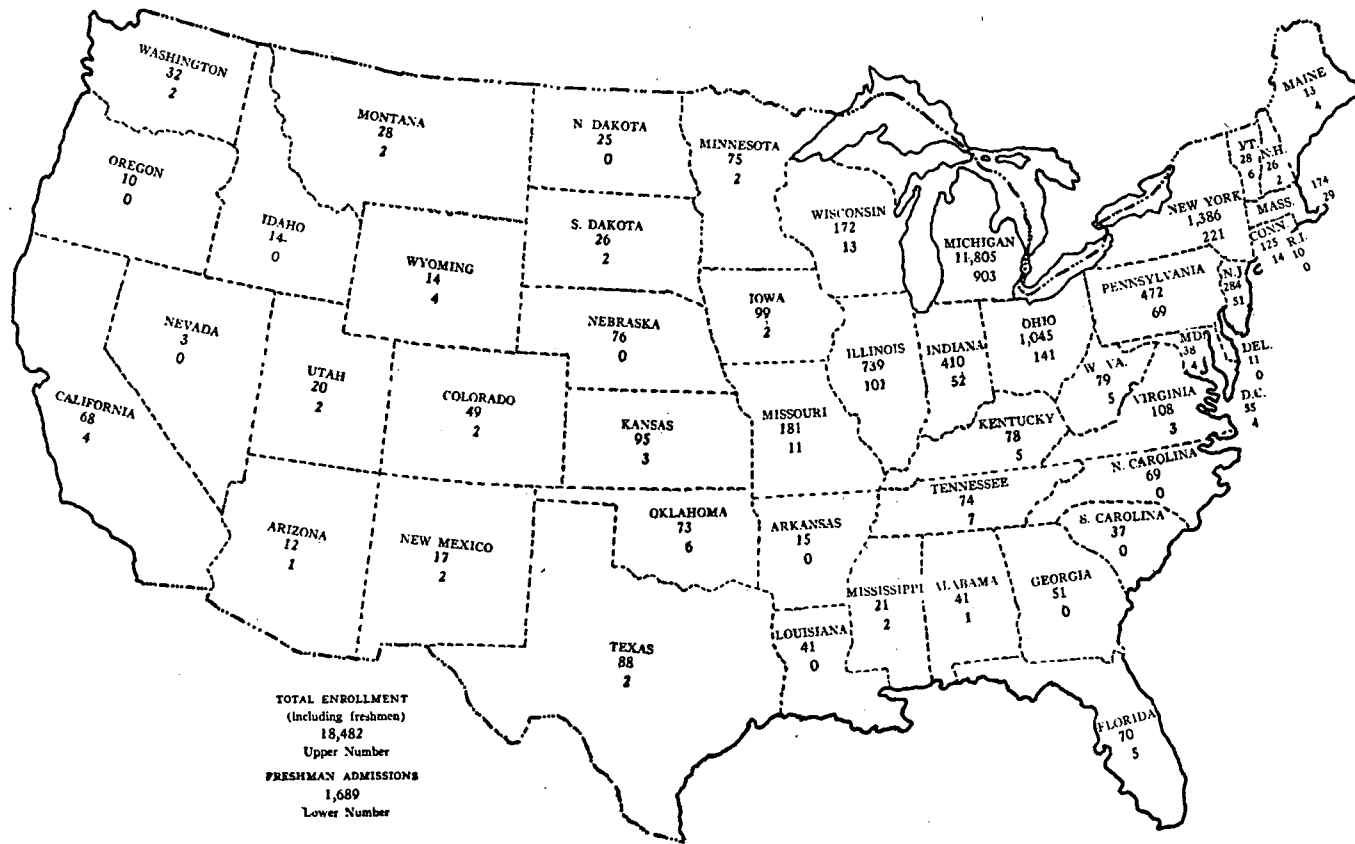 WASHINGTON
32
2
OREGON
10
0
IDAHO
14
0
MONTANA
28
2
WYOMING
14
4
NEVADA
3
0
UTAH
20
2
COLORADO
49
2
CALIFORNIA
68
4
ARIZONA
12
1
NEW MEXICO
17
2
N DAKOTA
25
0
S. DAKOTA
26
2
NEBRASKA
76
0
KANSAS
95
3
OKLAHOMA
73
6
TEXAS
88
2
MINNESOTA
75
2
IOWA
99
2
MISSOURI
181
11
ARKANSAS
15
0
LOUISIANA
41
0
WISCONSIN
172
13
ILLINOIS
739
101
MICHIGAN
11,805
903
INDIANA
410
52
OHIO
1,045
141
KENTUCKY
78
5
TENNESSEE
74
7
MISSISSIPPI
21
2
ALABAMA
41
1
GEORGIA
51
0
FLORIDA
70
5
S. CAROLINA
37
0
N. CAROLINA
69
0
VIRGINIA
108
3
W. VA.
79
5
MD.
38
4
DEL.
11
0
D.C.
55
4
PENNSYLVANIA
472
69
N.J.
284
51
NEW YORK
1,386
221
CONN.
125
14
R.I.
10
0
MASS.
174
29
VT.
28
6
N.H.
26
2
MAINE
13
4
TOTAL ENROLLMENT
(including freshmen)
18,482
Upper Number
FRESHMAN ADMISSIONS
1,689
Lower Number